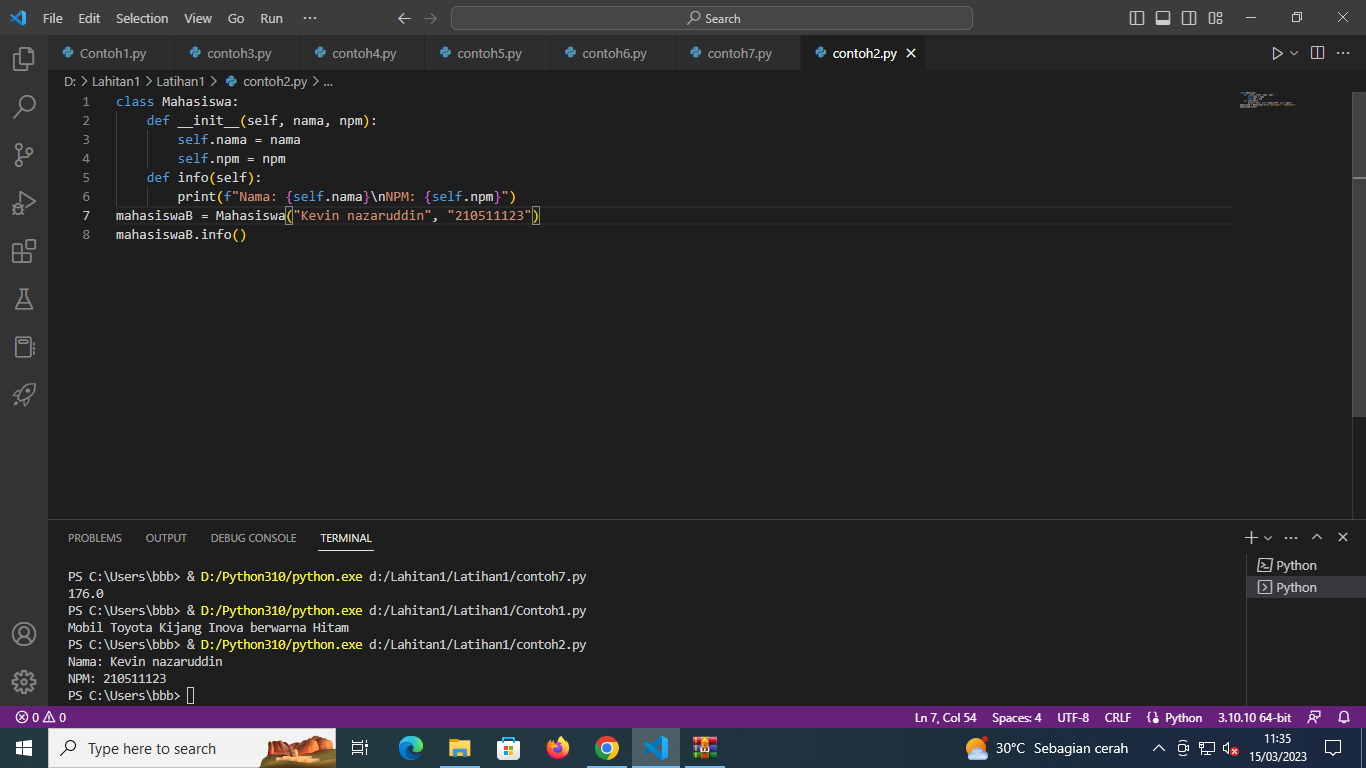 File Edit Selection View Go Run ··· Search
Contoh1.py contoh3.py contoh4.py contoh5.py contoh6.py contoh7.py contoh2.py
D: > Lahitan1 > Latihan1 > contoh2.py > ...
1 class Mahasiswa:
2 def __init__(self, nama, npm):
3 self.nama = nama
4 self.npm = npm
5 def info(self):
6 print(f"Nama: {self.nama}\nNPM: {self.npm}")
7 mahasiswaB = Mahasiswa("Kevin nazaruddin", "210511123")
8 mahasiswaB.info()
PROBLEMS OUTPUT DEBUG CONSOLE TERMINAL
PS C:\Users\bbb> & D:/Python310/python.exe d:/Lahitan1/Latihan1/contoh7.py
176.0
PS C:\Users\bbb> & D:/Python310/python.exe d:/Lahitan1/Latihan1/Contoh1.py
Mobil Toyota Kijang Inova berwarna Hitam
PS C:\Users\bbb> & D:/Python310/python.exe d:/Lahitan1/Latihan1/contoh2.py
Nama: Kevin nazaruddin
NPM: 210511123
PS C:\Users\bbb>
Python
Python
0 0 Ln 7, Col 54 Spaces: 4 UTF-8 CRLF Python 3.10.10 64-bit
Type here to search 30°C Sebagian cerah 11:35
15/03/2023